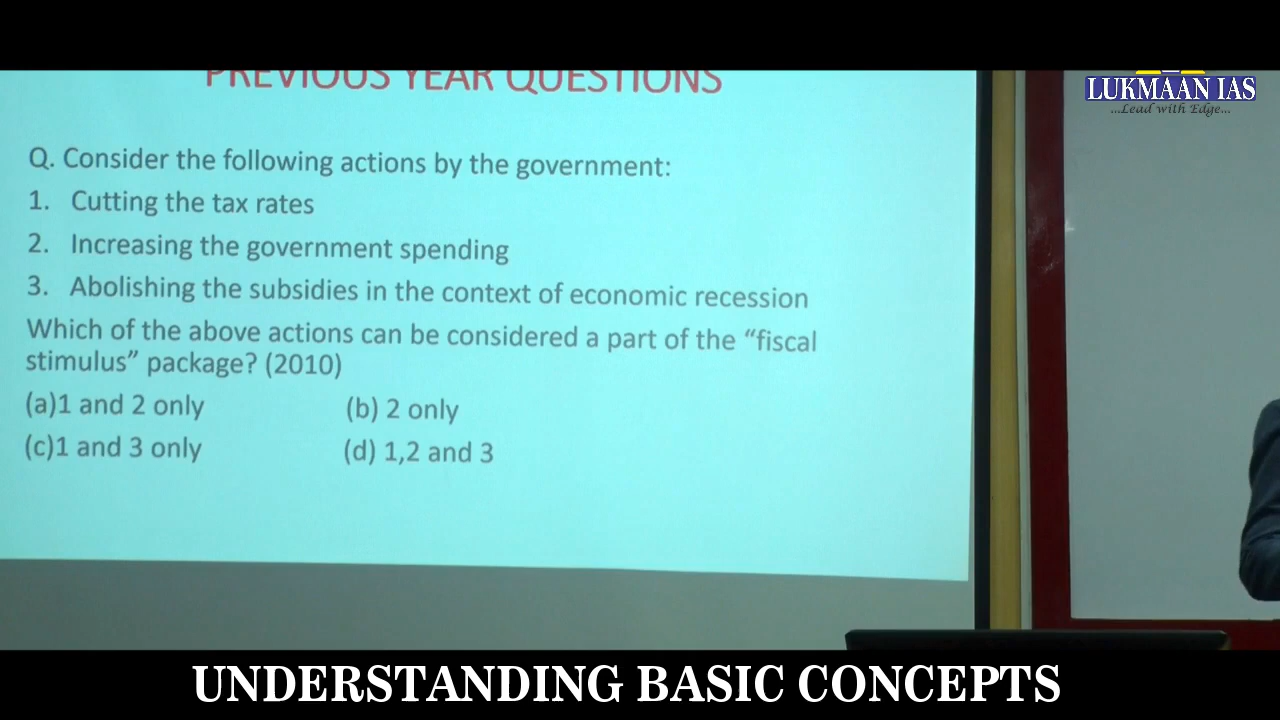 PREVIOUS YEAR QUESTIONS
LUKMAAN IAS
...Lead with Edge...
Q. Consider the following actions by the government:
1. Cutting the tax rates
2. Increasing the government spending
3. Abolishing the subsidies in the context of economic recession
Which of the above actions can be considered a part of the “fiscal
stimulus” package? (2010)
(a)1 and 2 only (b) 2 only
(c)1 and 3 only (d) 1,2 and 3
UNDERSTANDING BASIC CONCEPTS